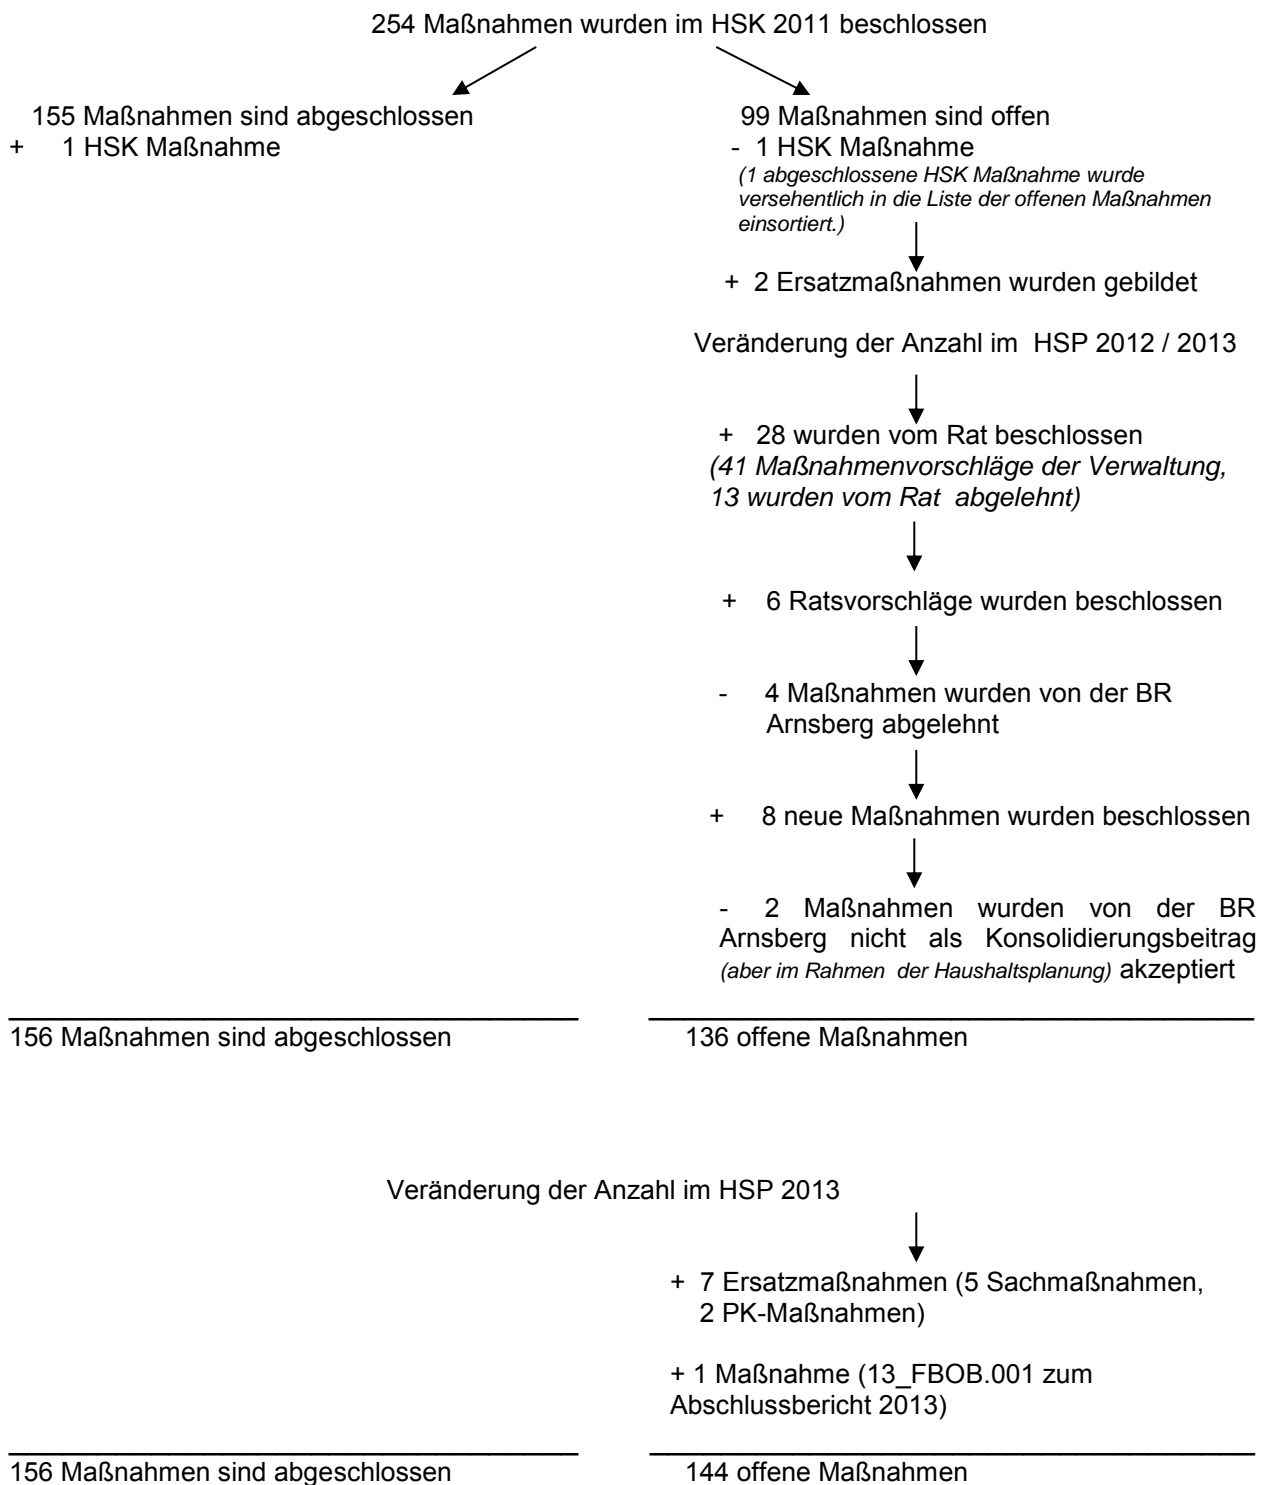 254 Maßnahmen wurden im HSK 2011 beschlossen
155 Maßnahmen sind abgeschlossen
+ 1 HSK Maßnahme
99 Maßnahmen sind offen
- 1 HSK Maßnahme
(1 abgeschlossene HSK Maßnahme wurde
versehentlich in die Liste der offenen Maßnahmen
einsortiert.)
+ 2 Ersatzmaßnahmen wurden gebildet
Veränderung der Anzahl im HSP 2012 / 2013
+ 28 wurden vom Rat beschlossen
(41 Maßnahmenvorschläge der Verwaltung,
13 wurden vom Rat abgelehnt)
+ 6 Ratsvorschläge wurden beschlossen
- 4 Maßnahmen wurden von der BR
Arnsberg abgelehnt
+ 8 neue Maßnahmen wurden beschlossen
- 2 Maßnahmen wurden von der BR
Arnsberg nicht als Konsolidierungsbeitrag
(aber im Rahmen der Haushaltsplanung) akzeptiert
156 Maßnahmen sind abgeschlossen
136 offene Maßnahmen
Veränderung der Anzahl im HSP 2013
+ 7 Ersatzmaßnahmen (5 Sachmaßnahmen,
2 PK-Maßnahmen)
+ 1 Maßnahme (13_FBOB.001 zum
Abschlussbericht 2013)
156 Maßnahmen sind abgeschlossen
144 offene Maßnahmen